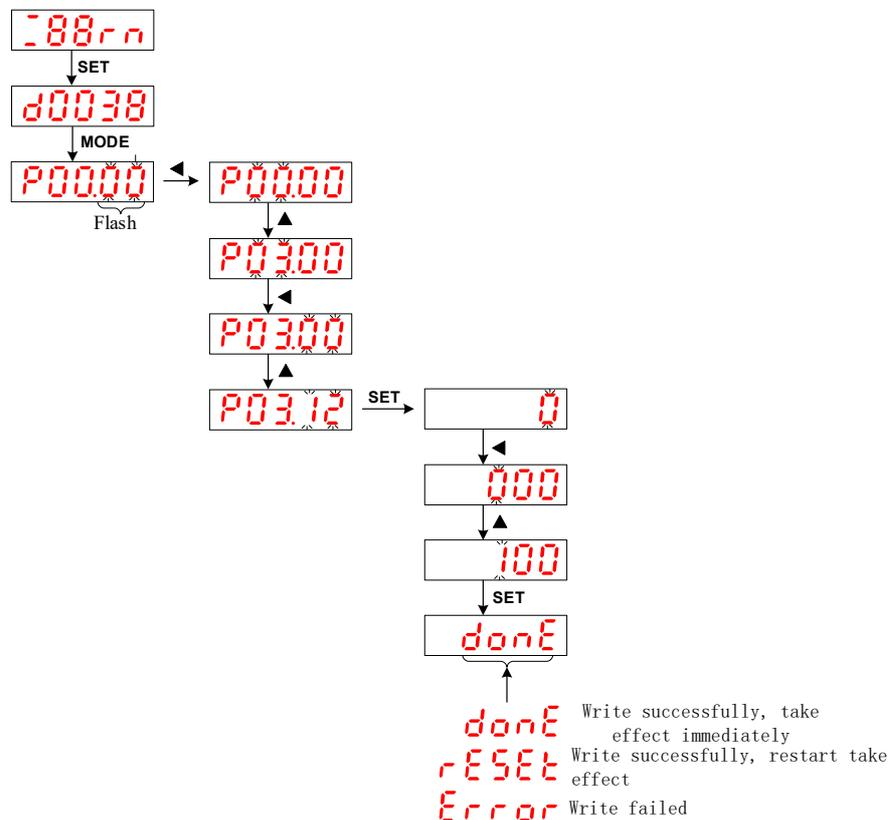 88rn
SET
d0038
MODE
P00.00 ◄ P00.00
Flash
▲
P03.00
◄
P03.00
▲
P03.12 SET 0
◄
000
▲
100
SET
donE
donE Write successfully, take
effect immediately
rESEt Write successfully, restart take
effect
Error Write failed